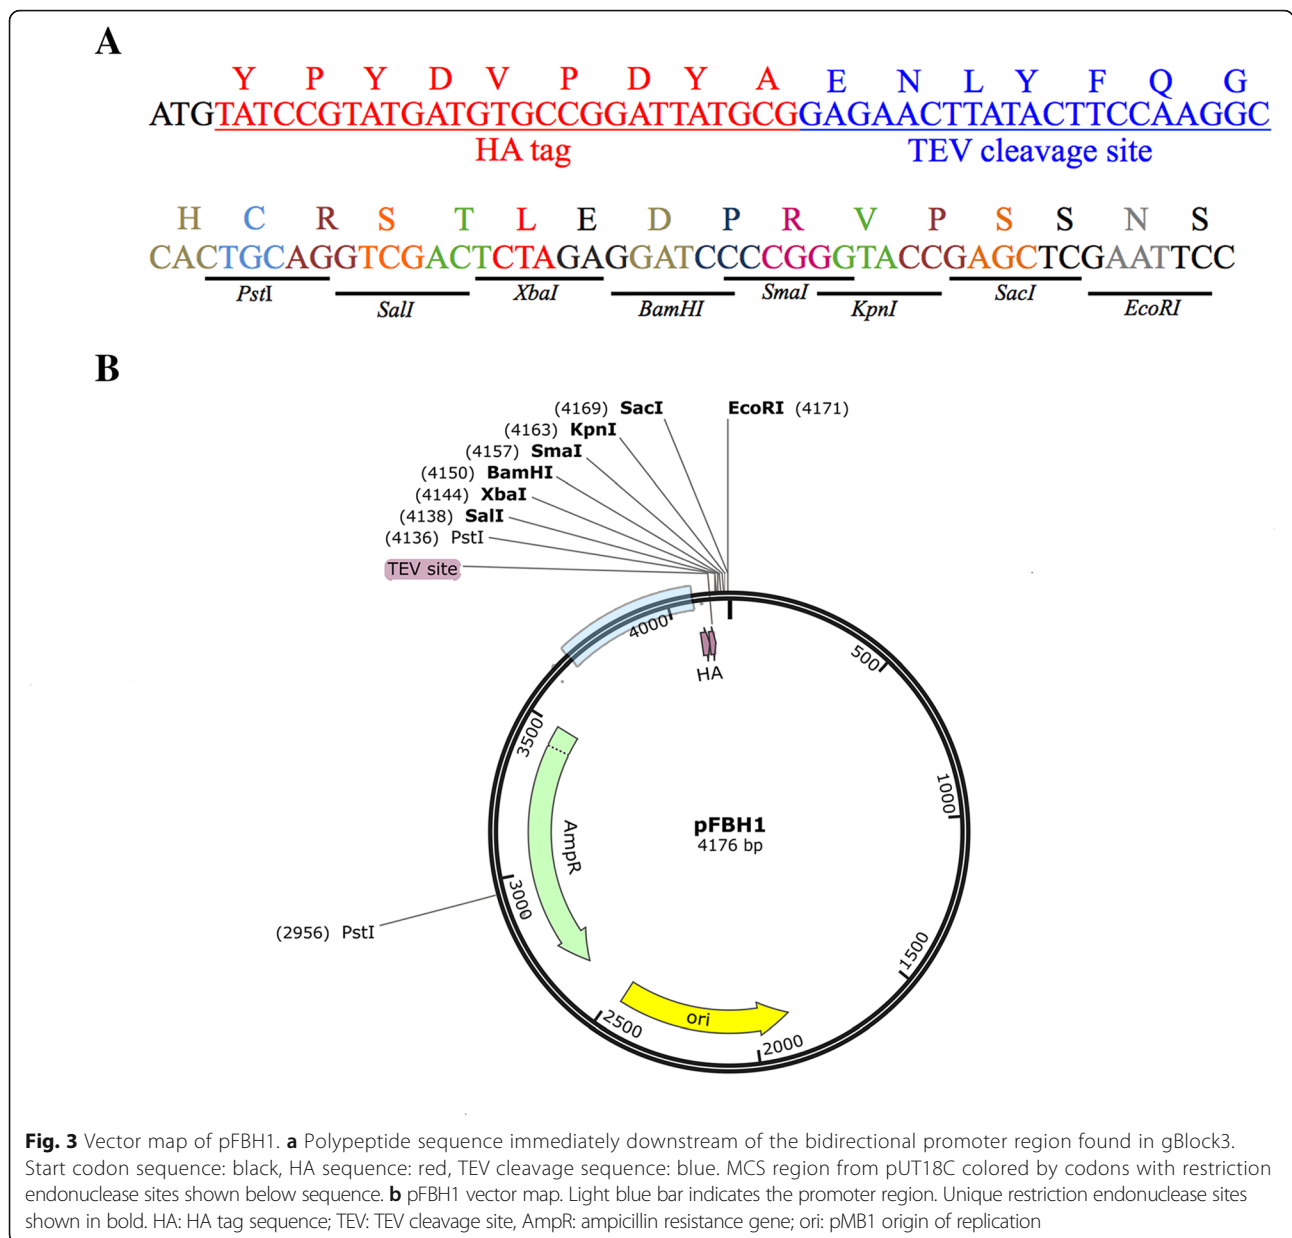 A
Y P Y D V P D Y A E N L Y F Q G
ATGTATCCGTATGATGTGCCGGATTATGCGGAGAACTTATACTTCCAAGGC
HA tag TEV cleavage site
H C R S T L E D P R V P S S N S
CACTGCAGGTCGACTCTAGAGGATCCCCGGGTACCGAGCTCGAATTCC
PstI SalI XbaI BamHI SmaI KpnI SacI EcoRI
B
(4169) SacI EcoRI (4171)
(4163) KpnI
(4157) SmaI
(4150) BamHI
(4144) XbaI
(4138) SalI
(4136) PstI
TEV site
4000
500
HA
3500
1000
pFBH1
4176 bp
AmpR
3000
(2956) PstI
1500
2500
ori
2000
Fig. 3 Vector map of pFBH1. a Polypeptide sequence immediately downstream of the bidirectional promoter region found in gBlock3.
Start codon sequence: black, HA sequence: red, TEV cleavage sequence: blue. MCS region from pUT18C colored by codons with restriction
endonuclease sites shown below sequence. b pFBH1 vector map. Light blue bar indicates the promoter region. Unique restriction endonuclease sites
shown in bold. HA: HA tag sequence; TEV: TEV cleavage site, AmpR: ampicillin resistance gene; ori: pMB1 origin of replication